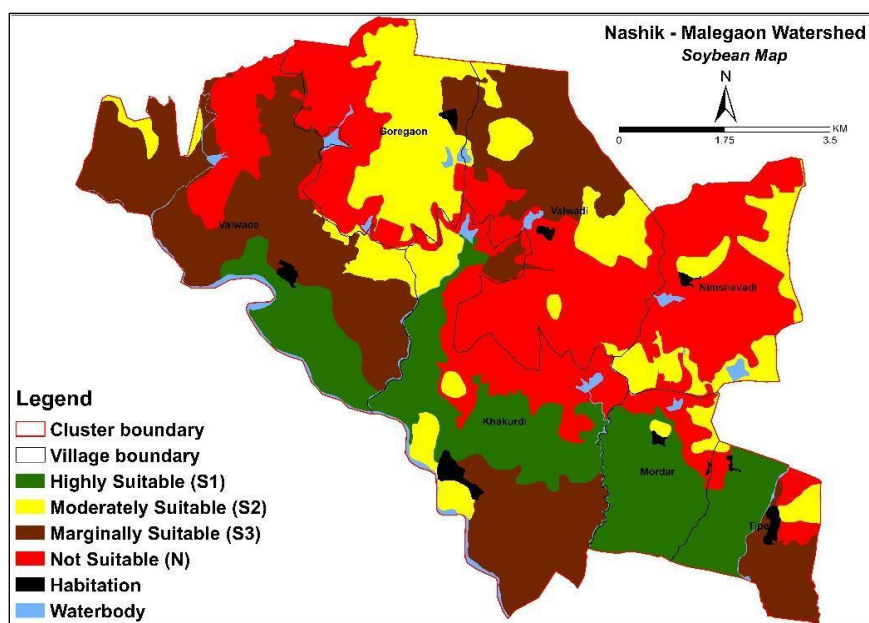 Nashik - Malegaon Watershed
Soybean Map
N
KM
0 1.75 3.5
Goregaon
Valwadi
Valwade
Nimshevadi
Khakurdi
Mordar
Tipe
Legend
Cluster boundary
Village boundary
Highly Suitable (S1)
Moderately Suitable (S2)
Marginally Suitable (S3)
Not Suitable (N)
Habitation
Waterbody